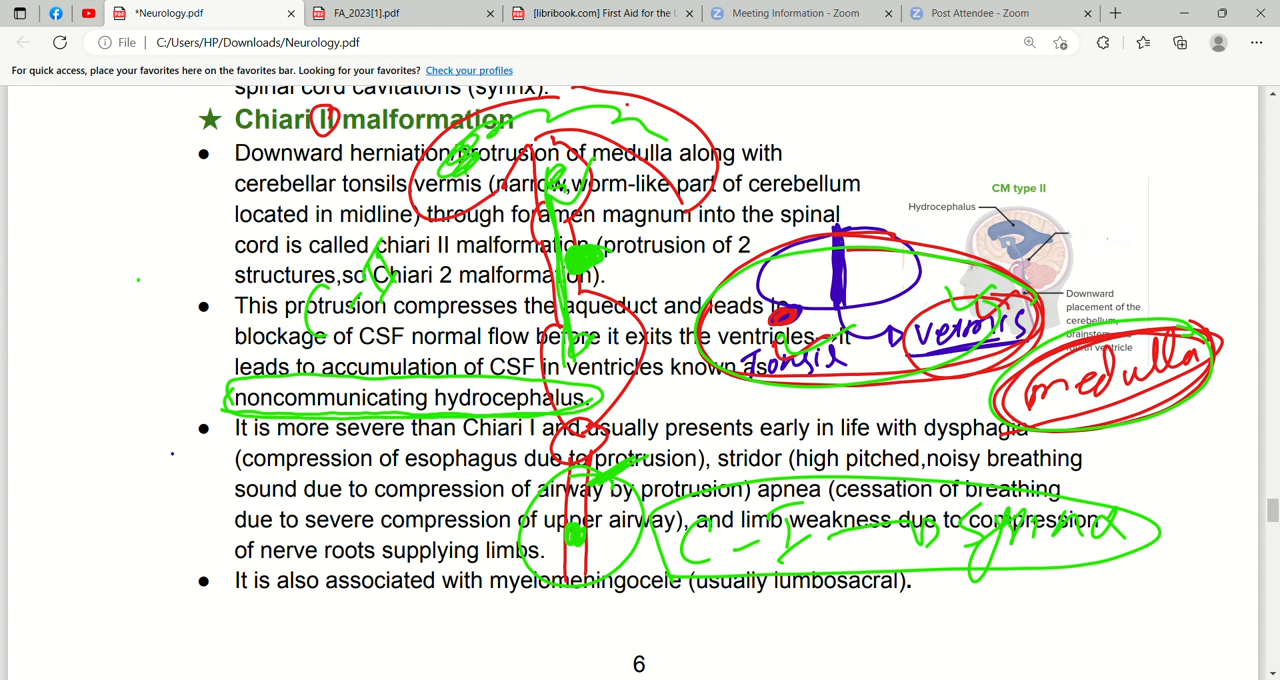 *Neurology.pdf
FA_2023[1].pdf
[libribook.com] First Aid for the U
Meeting Information - Zoom
Post Attendee - Zoom
File
C:/Users/HP/Downloads/Neurology.pdf
For quick access, place your favorites here on the favorites bar. Looking for your favorites? Check your profiles
spinal cord cavitations (syrinx).
★ Chiari II malformation
● Downward herniation/protrusion of medulla along with
cerebellar tonsils vermis (narrow,worm-like part of cerebellum
located in midline) through foramen magnum into the spinal
cord is called chiari II malformation (protrusion of 2
structures,so Chiari 2 malformation).
● This protrusion compresses the aqueduct and leads to
blockage of CSF normal flow before it exits the ventricles
leads to accumulation of CSF in ventricles known as
noncommunicating hydrocephalus.
● It is more severe than Chiari I and usually presents early in life with dysphagia
(compression of esophagus due to protrusion), stridor (high pitched,noisy breathing
sound due to compression of airway by protrusion) apnea (cessation of breathing
due to severe compression of upper airway), and limb weakness due to compression
of nerve roots supplying limbs.
● It is also associated with myelomeningocele (usually lumbosacral).
CM type II
Hydrocephalus
Downward
placement of the
cerebellum,
fourth ventricle
Tonsil
vermis
medulla
C - I
6